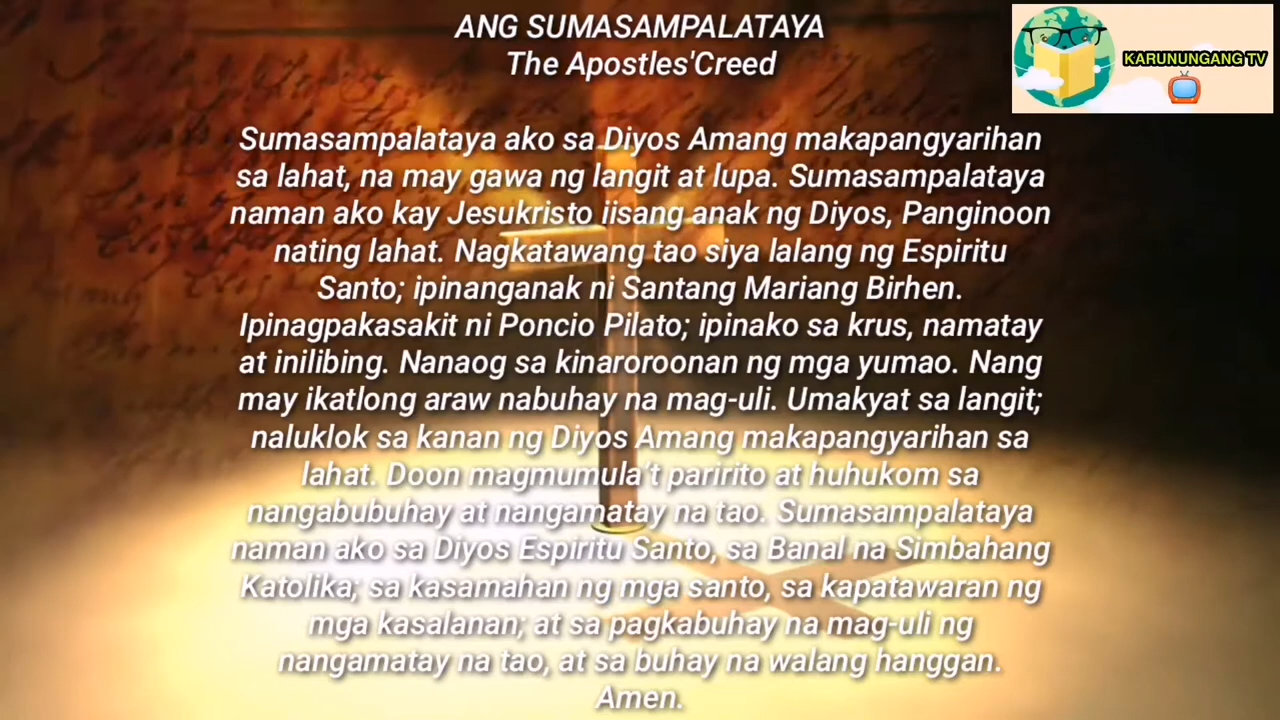 ANG SUMASAMPALATAYA
The Apostles'Creed
KARUNUNGANG TV
Sumasampalataya ako sa Diyos Amang makapangyarihan
sa lahat, na may gawa ng langit at lupa. Sumasampalataya
naman ako kay Jesukristo iisang anak ng Diyos, Panginoon
nating lahat. Nagkatawang tao siya lalang ng Espiritu
Santo; ipinanganak ni Santang Mariang Birhen.
Ipinagpakasakit ni Poncio Pilato; ipinako sa krus, namatay
at inilibing. Nanaog sa kinaroroonan ng mga yumao. Nang
may ikatlong araw nabuhay na mag-uli. Umakyat sa langit;
naluklok sa kanan ng Diyos Amang makapangyarihan sa
lahat. Doon magmumula't paririto at huhukom sa
nangabubuhay at nangamatay na tao. Sumasampalataya
naman ako sa Diyos Espiritu Santo, sa Banal na Simbahang
Katolika; sa kasamahan ng mga santo, sa kapatawaran ng
mga kasalanan; at sa pagkabuhay na mag-uli ng
nangamatay na tao, at sa buhay na walang hanggan.
Amen.